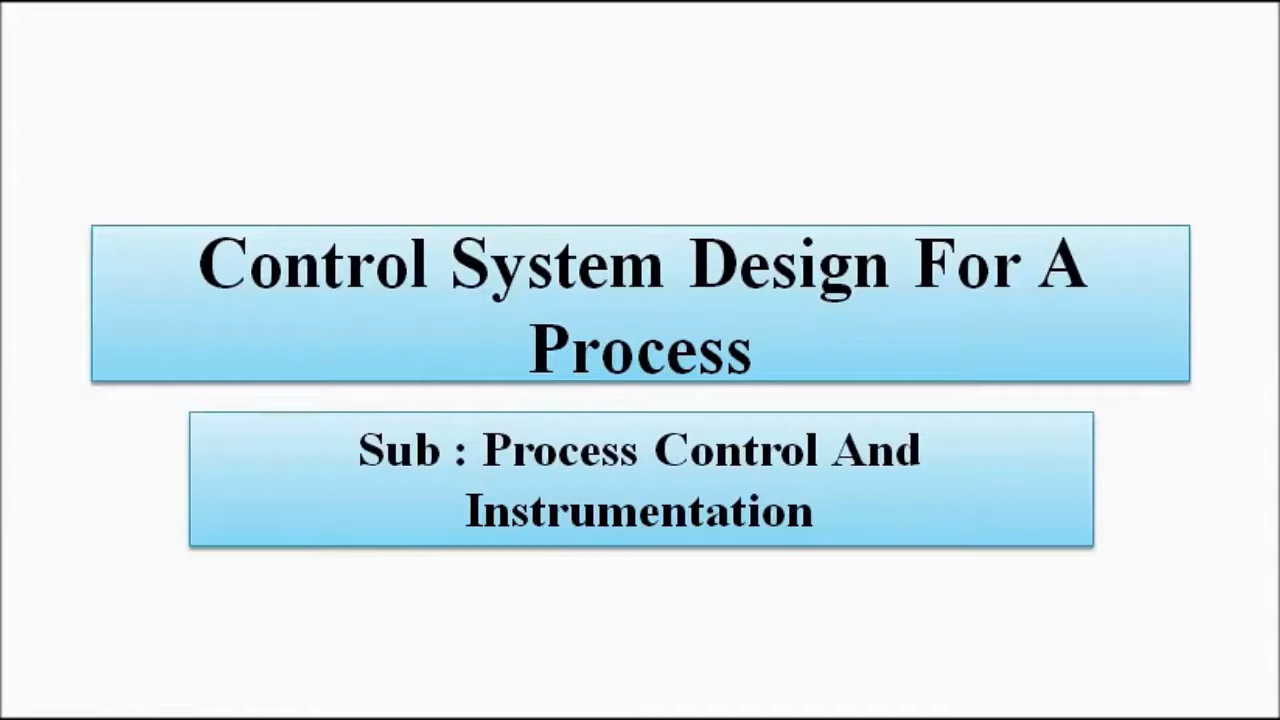 Control System Design For A
Process
Sub : Process Control And
Instrumentation